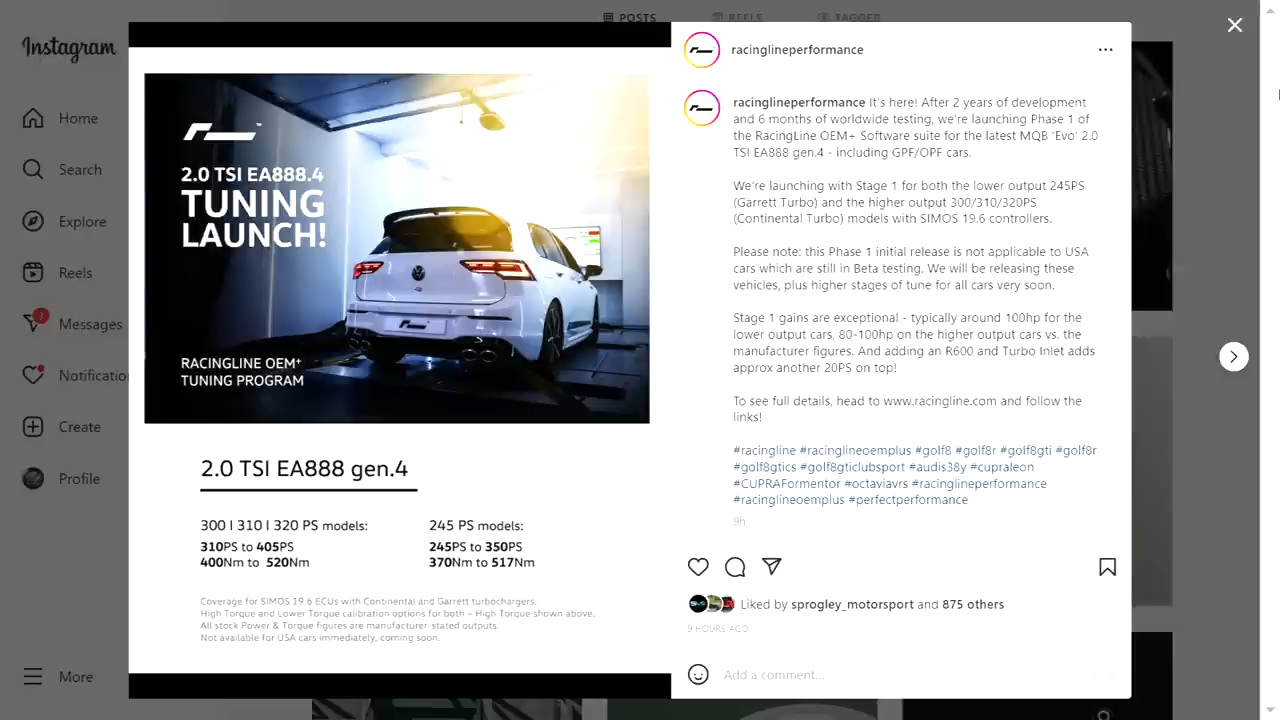 POSTS REELS TAGGED
Instagram
Home
Search
Explore
Reels
3
Messages
Notificatio
Create
Profile
More
2.0 TSI EA888.4
TUNING
LAUNCH!
RACINGLINE OEM+
TUNING PROGRAM
2.0 TSI EA888 gen.4
300 | 310 | 320 PS models:
310PS to 405PS
400Nm to 520Nm
245 PS models:
245PS to 350PS
370Nm to 517Nm
Coverage for SIMOS 19.6 ECUs with Continental and Garrett turbochargers.
High Torque and Lower Torque calibration options for both – High Torque shown above.
All stock Power & Torque figures are manufacturer-stated outputs.
Not available for USA cars immediately, coming soon.
racinglineperformance
racinglineperformance It's here! After 2 years of development
and 6 months of worldwide testing, we're launching Phase 1 of
the RacingLine OEM+ Software suite for the latest MQB 'Evo' 2.0
TSI EA888 gen.4 - including GPF/OPF cars.
We're launching with Stage 1 for both the lower output 245PS
(Garrett Turbo) and the higher output 300/310/320PS
(Continental Turbo) models with SIMOS 19.6 controllers.
Please note: this Phase 1 initial release is not applicable to USA
cars which are still in Beta testing. We will be releasing these
vehicles, plus higher stages of tune for all cars very soon.
Stage 1 gains are exceptional - typically around 100hp for the
lower output cars, 80-100hp on the higher output cars vs. the
manufacturer figures. And adding an R600 and Turbo Inlet adds
approx another 20PS on top!
To see full details, head to www.racingline.com and follow the
links!
#racingline #racinglineoemplus #golf8 #golf8r #golf8gti #golf8r
#golf8gtics #golf8gticlubsport #audis38y #cupraleon
#CUPRAFormentor #octaviavrs #racinglineperformance
#racinglineoemplus #perfectperformance
9h
Liked by sprogley_motorsport and 875 others
9 HOURS AGO
Add a comment...